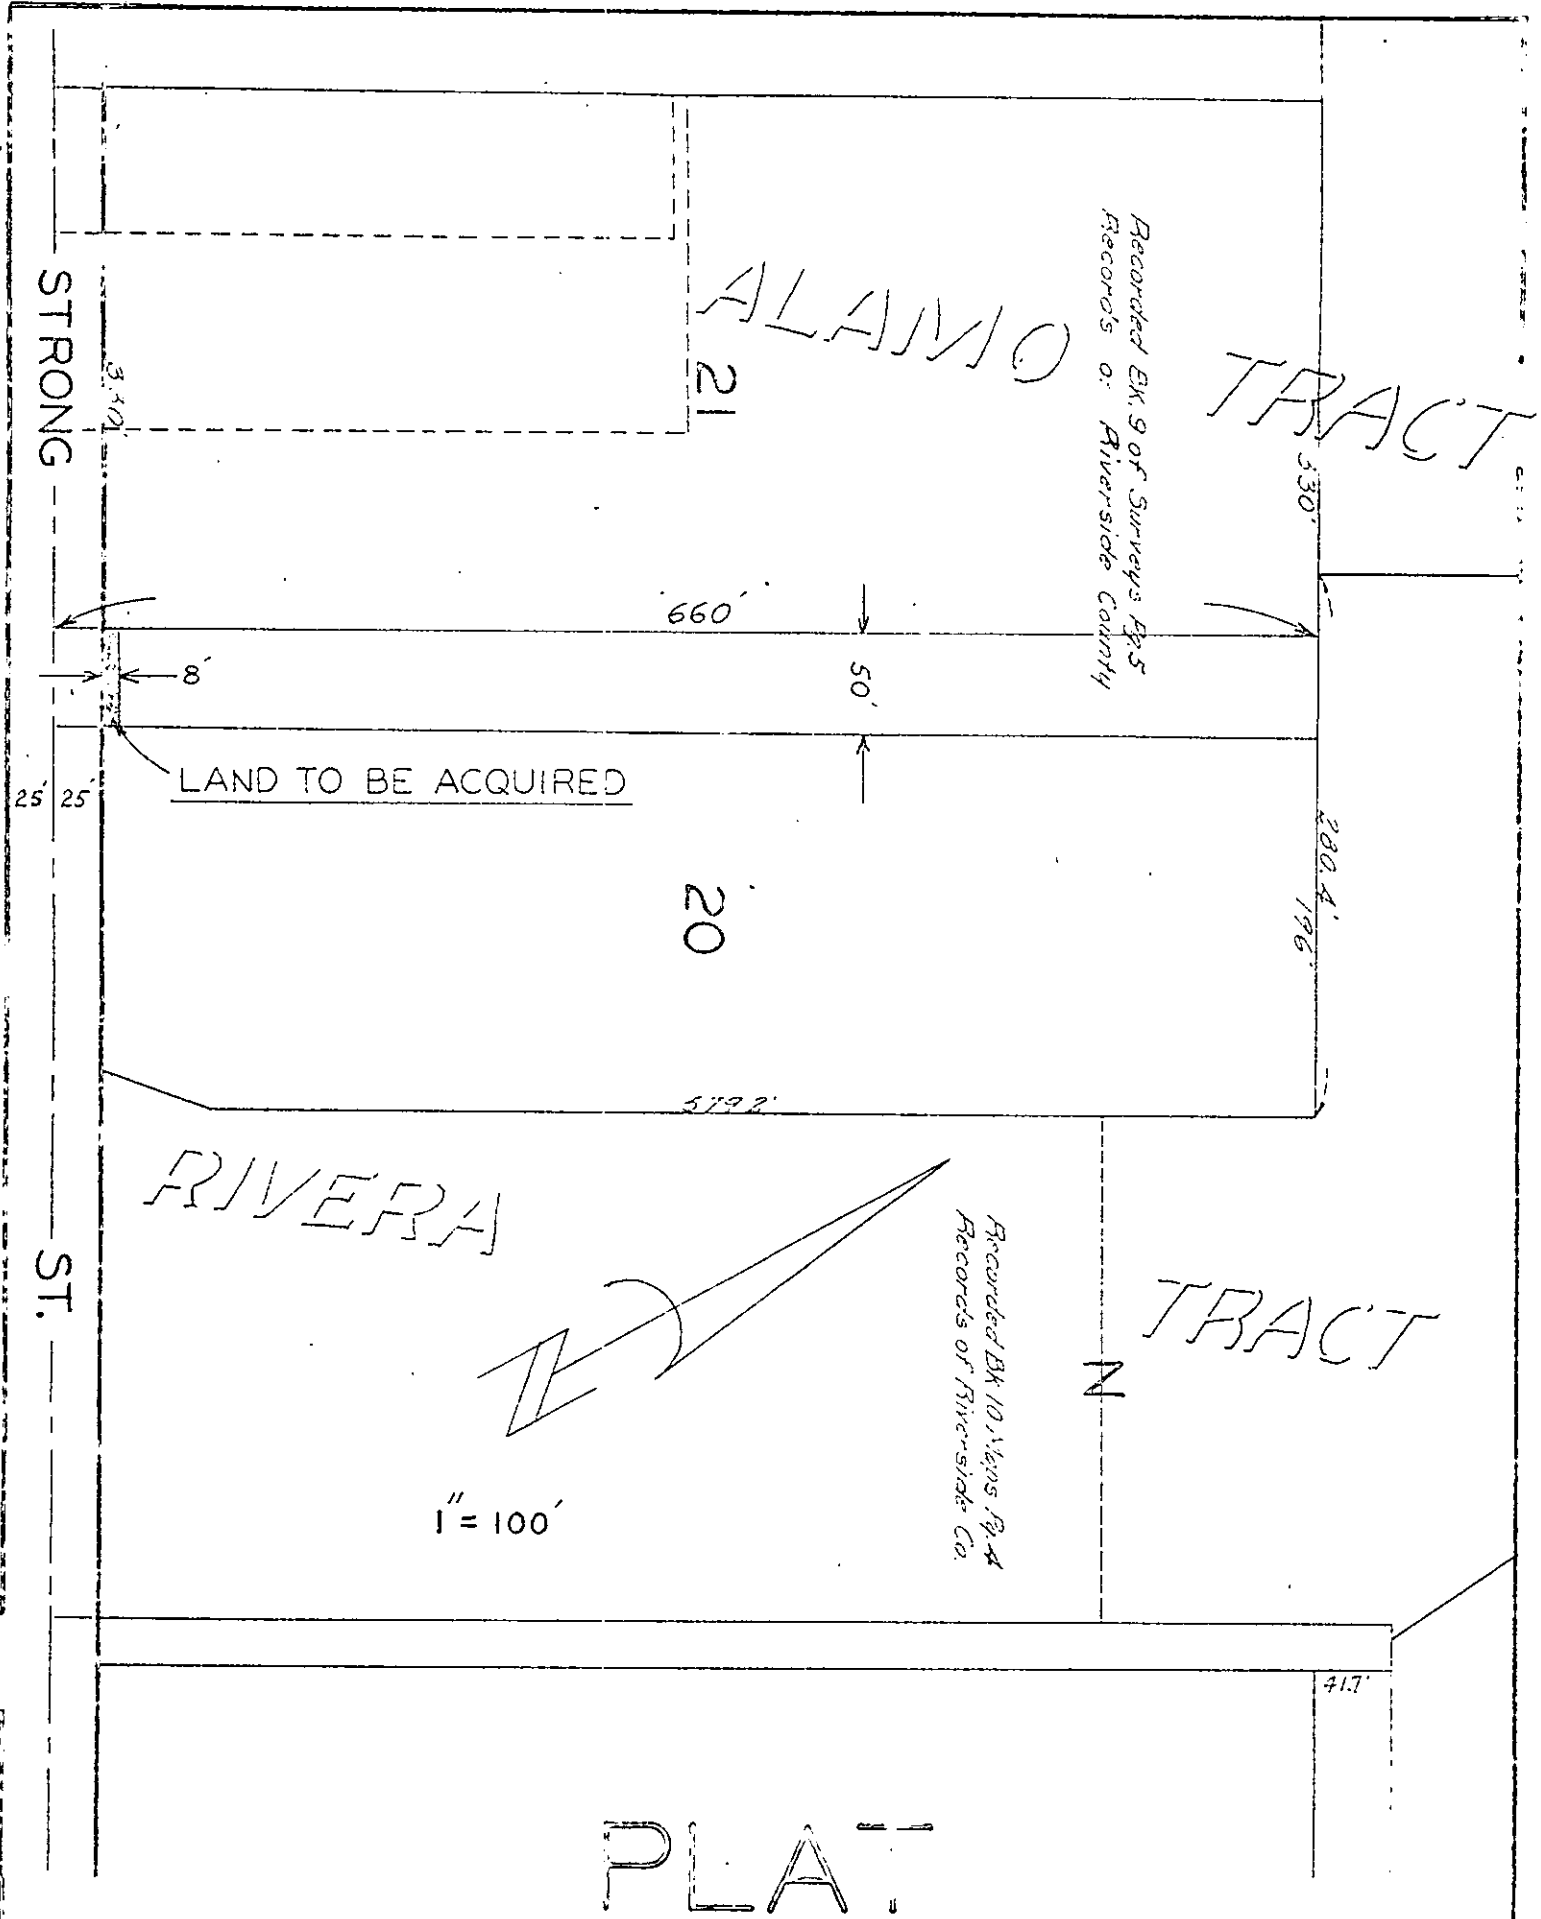 ALAMO TRACT
Recorded BK. 9 of Surveys Pg. 5
Records of Riverside County
21
330'
STRONG ST.
660'
50'
8'
LAND TO BE ACQUIRED
25' 25'
20
280.4'
196'
579.2'
RIVERA TRACT
Recorded BK 10 Maps Pg. 4
Records of Riverside Co.
N
N
1" = 100'
41.7'
PLAT